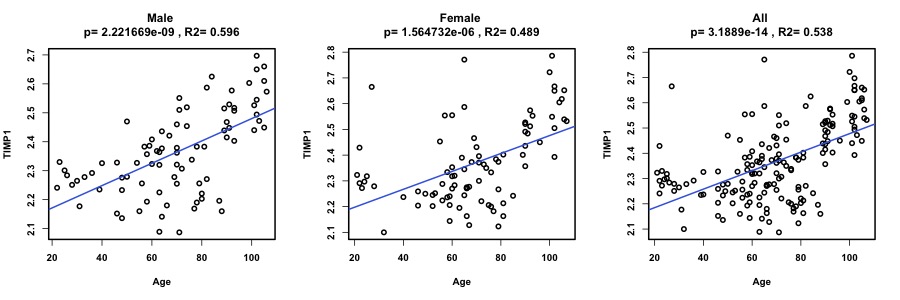 Male
p= 2.221669e-09 , R2= 0.596
TIMP1
2.7
2.6
2.5
2.4
2.3
2.2
2.1
20 40 60 80 100
Age
Female
p= 1.564732e-06 , R2= 0.489
TIMP1
2.8
2.7
2.6
2.5
2.4
2.3
2.2
2.1
20 40 60 80 100
Age
All
p= 3.1889e-14 , R2= 0.538
TIMP1
2.8
2.7
2.6
2.5
2.4
2.3
2.2
2.1
20 40 60 80 100
Age